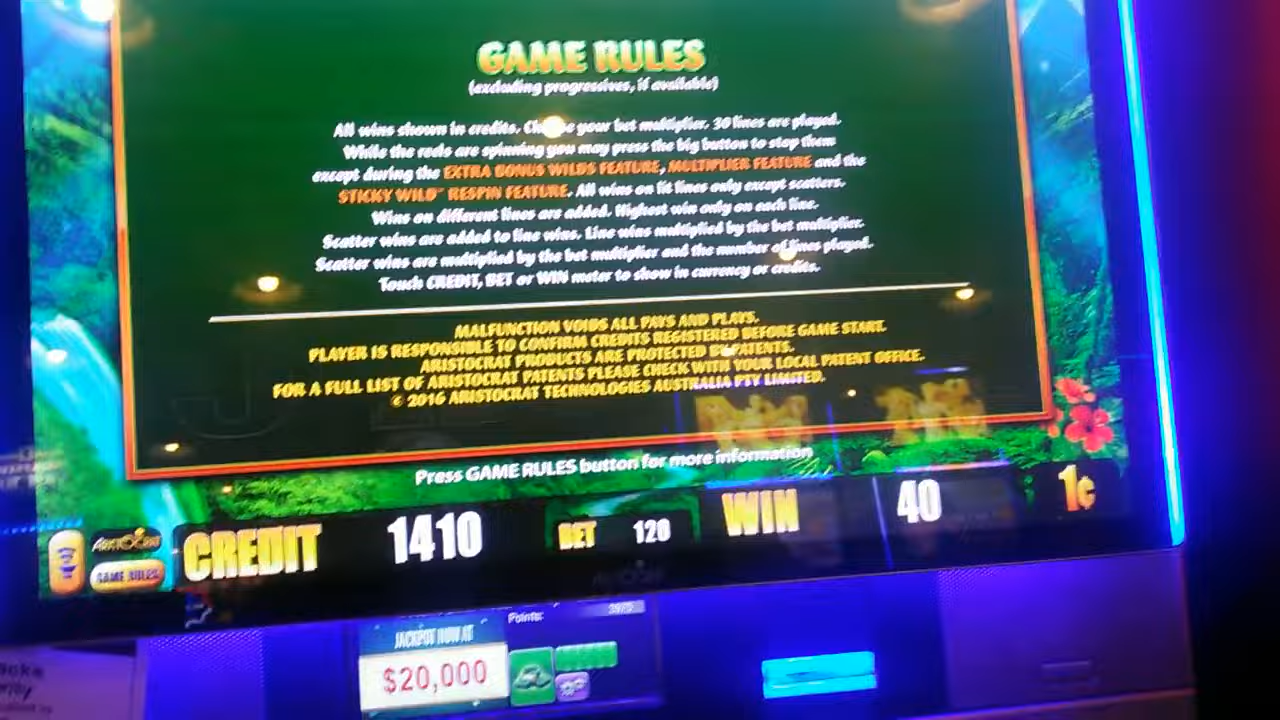 GAME RULES
(excluding progressives, if available)
All wins shown in credits. Choose your bet multiplier. 30 lines are played.
While the reels are spinning you may press the big button to stop them
except during the EXTRA BONUS WILDS FEATURE, MULTIPLIER FEATURE and the
STICKY WILD™ RESPIN FEATURE. All wins on lit lines only except scatters.
Wins on different lines are added. Highest win only on each line.
Scatter wins are added to line wins. Line wins multiplied by the bet multiplier.
Scatter wins are multiplied by the bet multiplier and the number of lines played.
Touch CREDIT, BET or WIN meter to show in currency or credits.
MALFUNCTION VOIDS ALL PAYS AND PLAYS.
PLAYER IS RESPONSIBLE TO CONFIRM CREDITS REGISTERED BEFORE GAME START.
ARISTOCRAT PRODUCTS ARE PROTECTED BY PATENTS.
FOR A FULL LIST OF ARISTOCRAT PATENTS PLEASE CHECK WITH YOUR LOCAL PATENT OFFICE.
© 2016 ARISTOCRAT TECHNOLOGIES AUSTRALIA PTY LIMITED.
Press GAME RULES button for more information
ARISTOCRAT
GAME RULES
CREDIT 1410 BET 120 WIN 40 1¢
ARISTOCRAT
Points:
JACKPOT NOW AT
$20,000